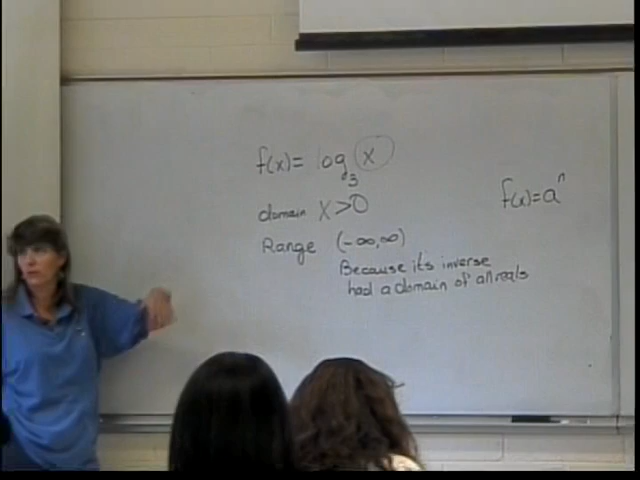 f(x) = log₃ x
domain x>0
Range (-∞,∞)
Because its inverse
had a domain of all reals
f(x)=aⁿ